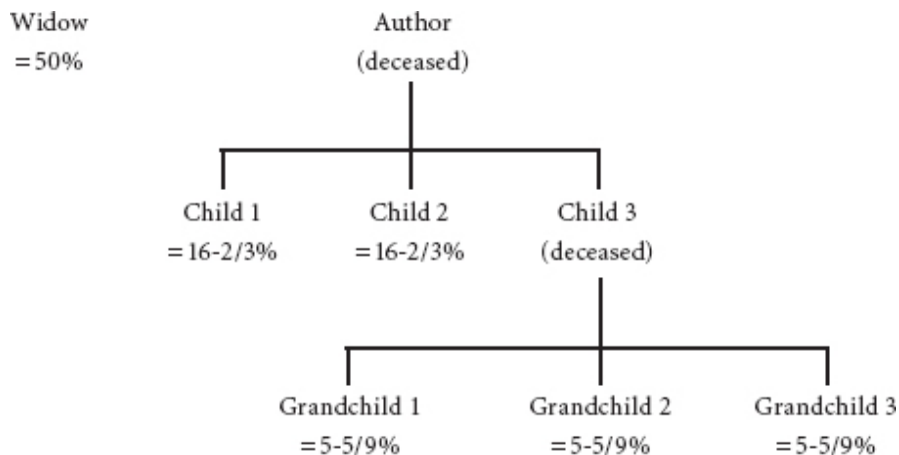 Widow
= 50%
Author
(deceased)
Child 1
= 16-2/3%
Child 2
= 16-2/3%
Child 3
(deceased)
Grandchild 1
= 5-5/9%
Grandchild 2
= 5-5/9%
Grandchild 3
= 5-5/9%